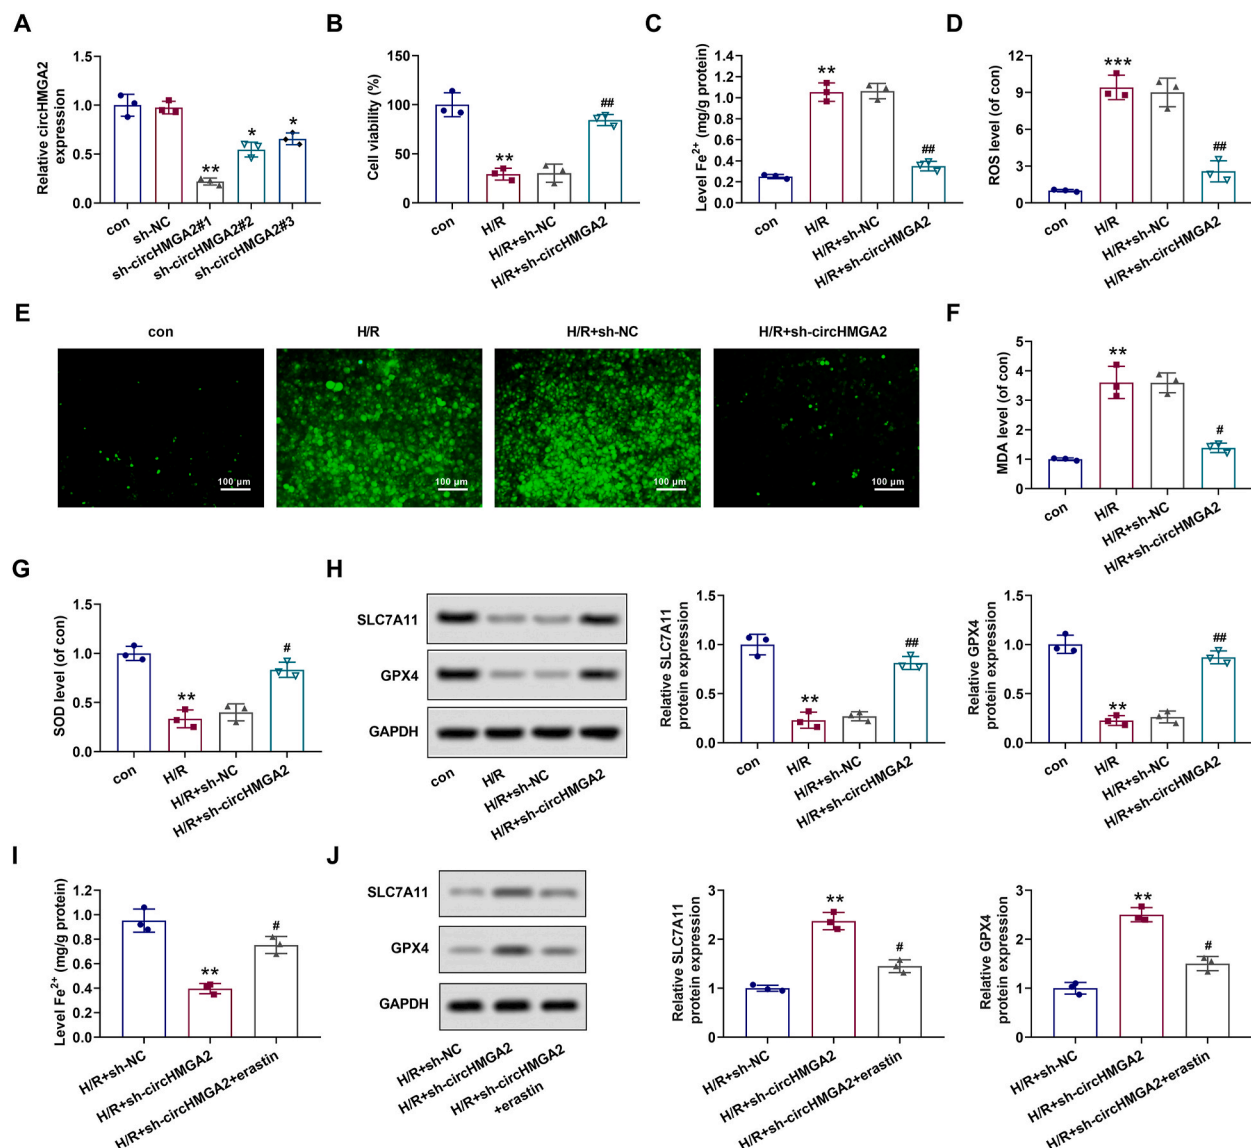 A
Relative circHMGA2
expression
1.5
1.0
0.5
0.0
**
*
*
con
sh-NC
sh-circHMGA2#1
sh-circHMGA2#2
sh-circHMGA2#3
B
Cell viability (%)
150
100
50
0
**
##
con
H/R
H/R+sh-NC
H/R+sh-circHMGA2
C
Level Fe2+ (mg/g protein)
1.4
1.2
1.0
0.8
0.6
0.4
0.2
0.0
**
##
con
H/R
H/R+sh-NC
H/R+sh-circHMGA2
D
ROS level (of con)
12
9
6
3
0
***
##
con
H/R
H/R+sh-NC
H/R+sh-circHMGA2
E
con
H/R
H/R+sh-NC
H/R+sh-circHMGA2
100 μm
100 μm
100 μm
100 μm
F
MDA level (of con)
5
4
3
2
1
0
**
#
con
H/R
H/R+sh-NC
H/R+sh-circHMGA2
G
SOD level (of con)
1.5
1.0
0.5
0.0
**
#
con
H/R
H/R+sh-NC
H/R+sh-circHMGA2
H
SLC7A11
GPX4
GAPDH
con
H/R
H/R+sh-NC
H/R+sh-circHMGA2
Relative SLC7A11
protein expression
1.5
1.0
0.5
0.0
**
##
con
H/R
H/R+sh-NC
H/R+sh-circHMGA2
Relative GPX4
protein expression
1.5
1.0
0.5
0.0
**
##
con
H/R
H/R+sh-NC
H/R+sh-circHMGA2
I
Level Fe2+ (mg/g protein)
1.2
1.0
0.8
0.6
0.4
0.2
0.0
**
#
H/R+sh-NC
H/R+sh-circHMGA2
H/R+sh-circHMGA2+erastin
J
SLC7A11
GPX4
GAPDH
H/R+sh-NC
H/R+sh-circHMGA2
H/R+sh-circHMGA2
+erastin
Relative SLC7A11
protein expression
3
2
1
0
**
#
H/R+sh-NC
H/R+sh-circHMGA2
H/R+sh-circHMGA2+erastin
Relative GPX4
protein expression
3
2
1
0
**
#
H/R+sh-NC
H/R+sh-circHMGA2
H/R+sh-circHMGA2+erastin